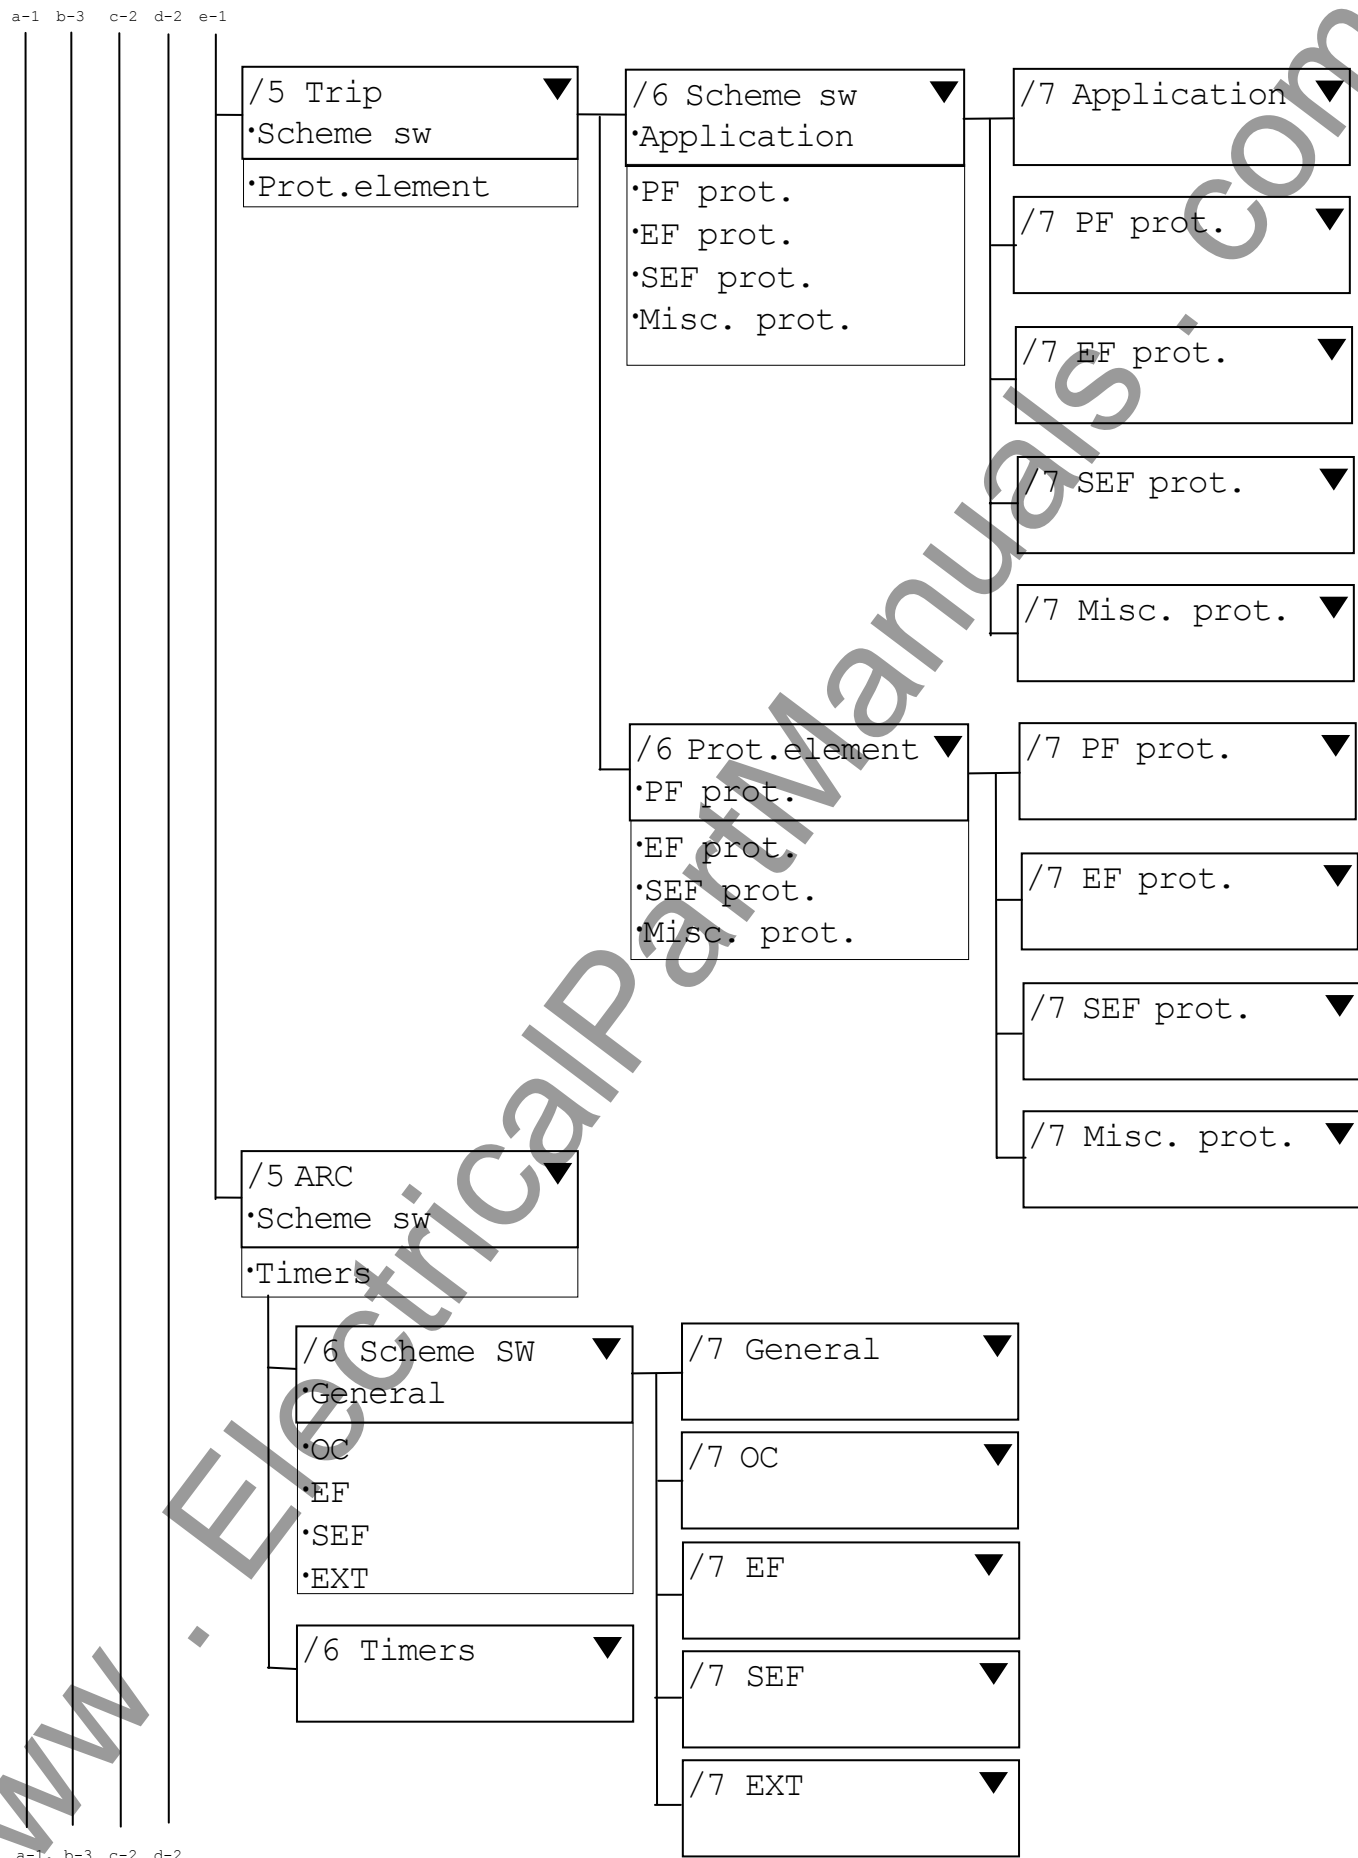 a-1 b-3 c-2 d-2 e-1
/5 Trip
·Scheme sw
·Prot.element
/6 Scheme sw
·Application
·PF prot.
·EF prot.
·SEF prot.
·Misc. prot.
/7 Application
/7 PF prot.
/7 EF prot.
/7 SEF prot.
/7 Misc. prot.
/6 Prot.element
·PF prot.
·EF prot.
·SEF prot.
·Misc. prot.
/7 PF prot.
/7 EF prot.
/7 SEF prot.
/7 Misc. prot.
/5 ARC
·Scheme sw
·Timers
/6 Scheme SW
·General
·OC
·EF
·SEF
·EXT
/6 Timers
/7 General
/7 OC
/7 EF
/7 SEF
/7 EXT
a-1, b-3 c-2 d-2
ww . ElectricalPartManuals . com